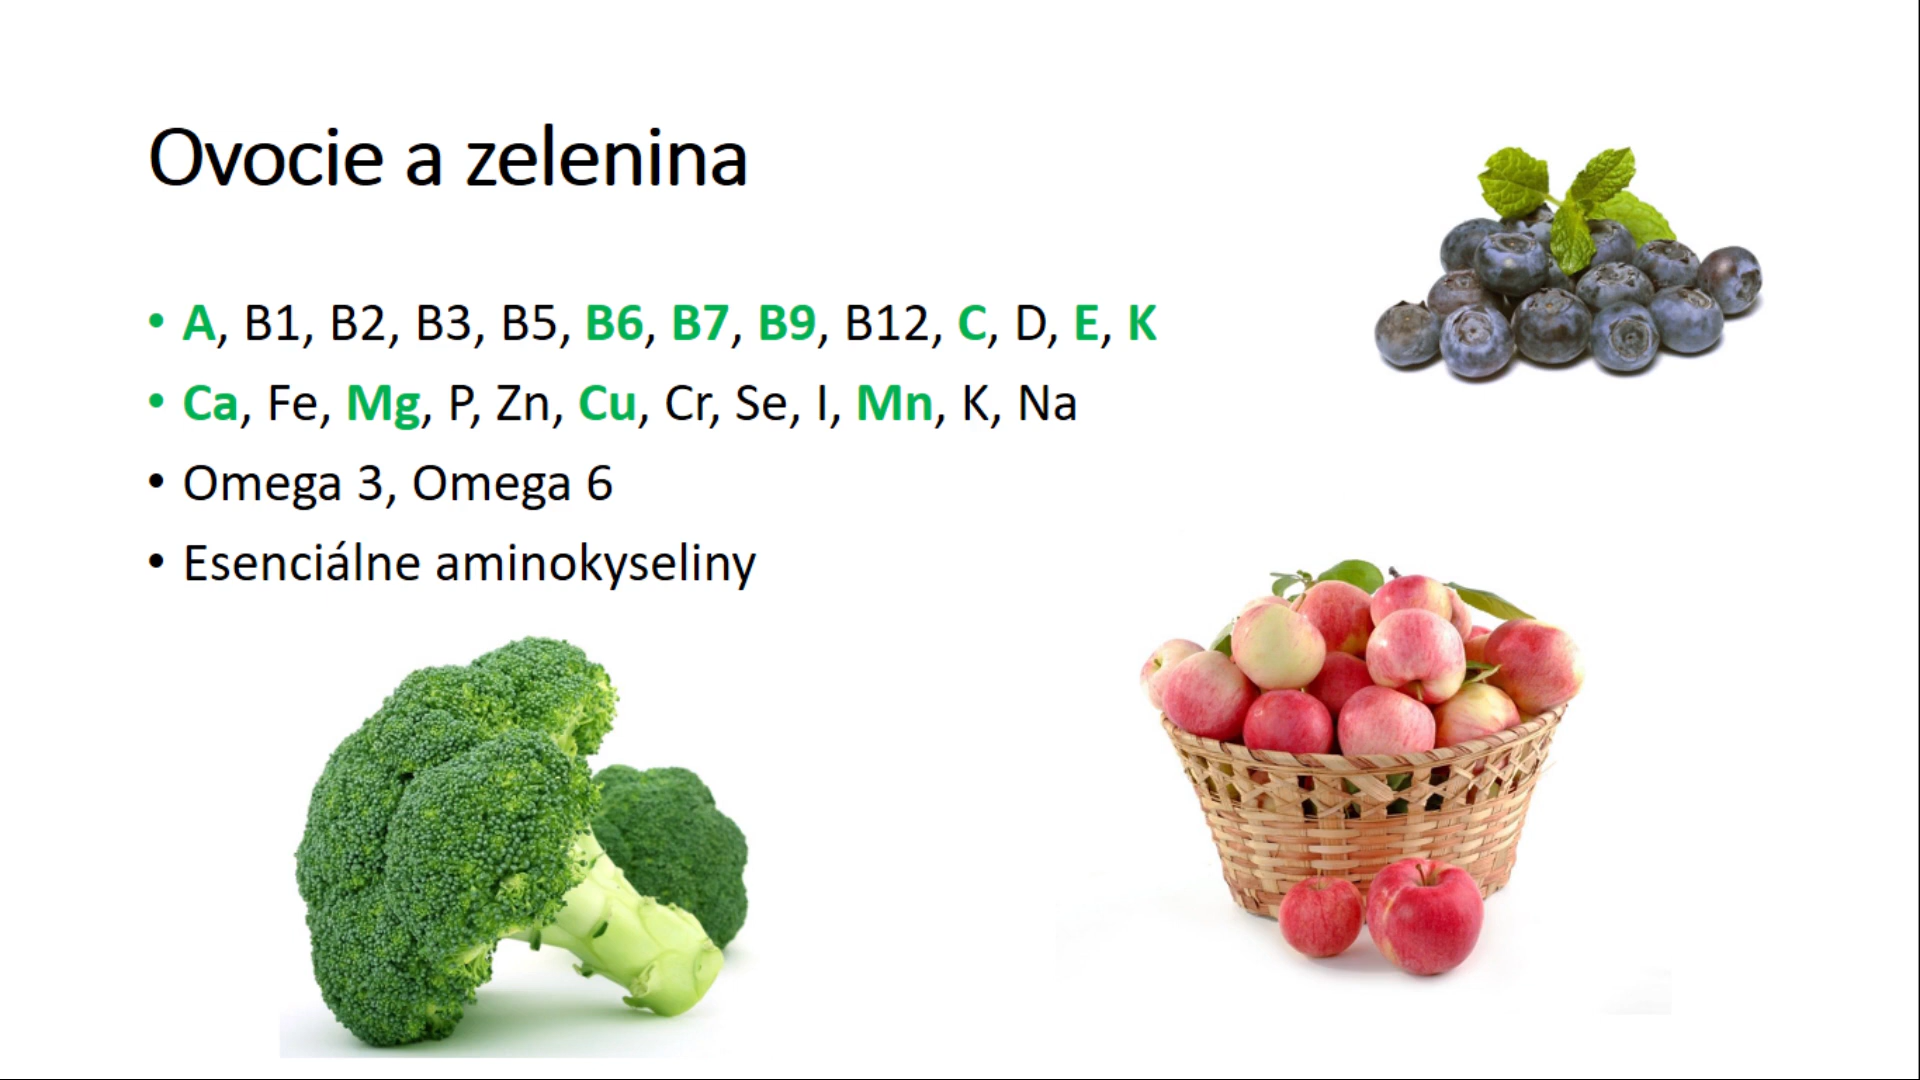 Ovocie a zelenina
• A, B1, B2, B3, B5, B6, B7, B9, B12, C, D, E, K
• Ca, Fe, Mg, P, Zn, Cu, Cr, Se, I, Mn, K, Na
• Omega 3, Omega 6
• Esenciálne aminokyseliny